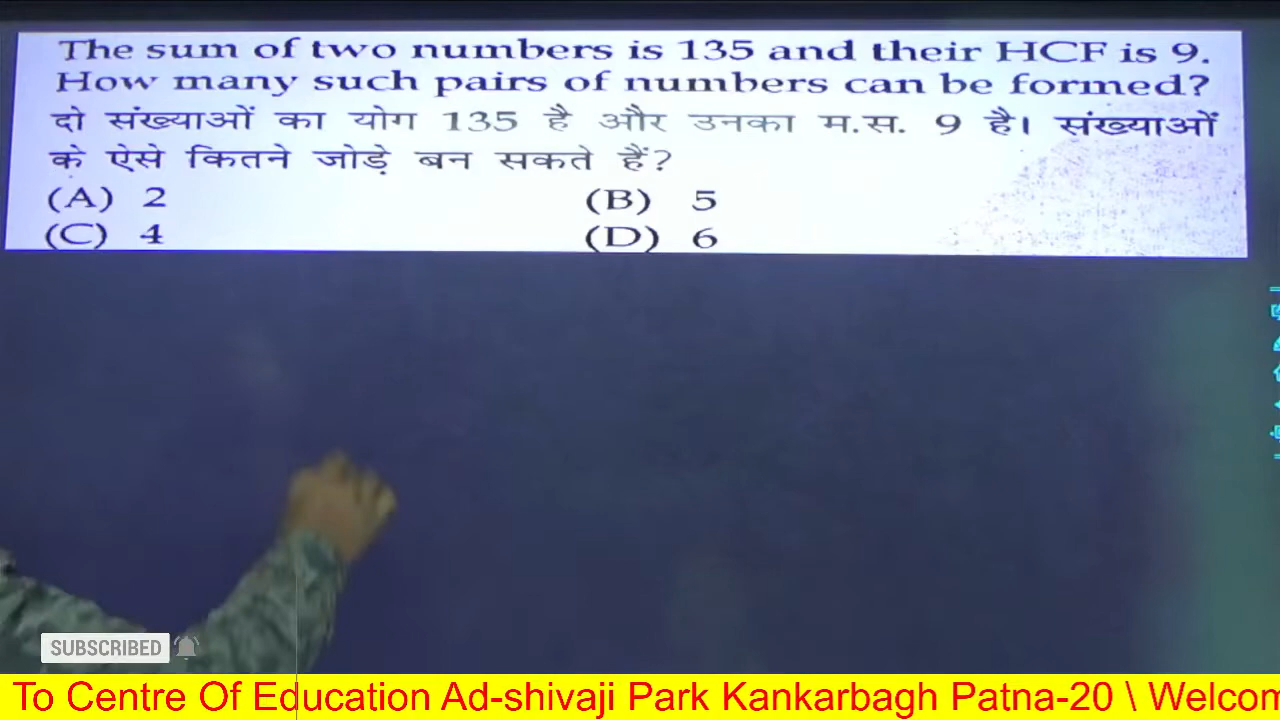 The sum of two numbers is 135 and their HCF is 9.
How many such pairs of numbers can be formed?
दो संख्याओं का योग 135 है और उनका म.स. 9 है। संख्याओं
के ऐसे कितने जोड़े बन सकते हैं?
(A) 2 (B) 5
(C) 4 (D) 6
SUBSCRIBED
To Centre Of Education Ad-shivaji Park Kankarbagh Patna-20 \ Welcom